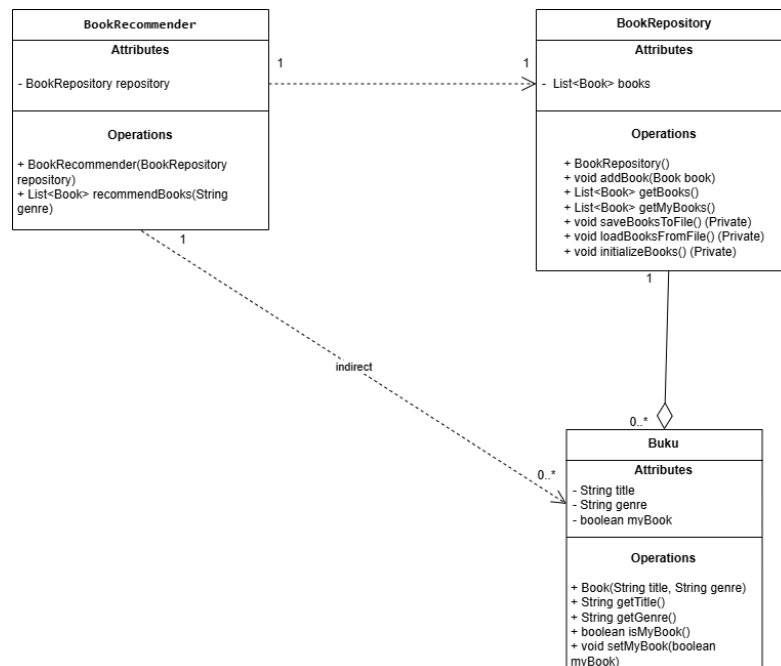 BookRecommender
Attributes
- BookRepository repository
Operations
+ BookRecommender(BookRepository
repository)
+ List<Book> recommendBooks(String
genre)
1
1
BookRepository
Attributes
- List<Book> books
Operations
+ BookRepository()
+ void addBook(Book book)
+ List<Book> getBooks()
+ List<Book> getMyBooks()
+ void saveBooksToFile() (Private)
+ void loadBooksFromFile() (Private)
+ void initializeBooks() (Private)
1
1
indirect
0..*
0..*
Buku
Attributes
- String title
- String genre
- boolean myBook
Operations
+ Book(String title, String genre)
+ String getTitle()
+ String getGenre()
+ boolean isMyBook()
+ void setMyBook(boolean
myBook)